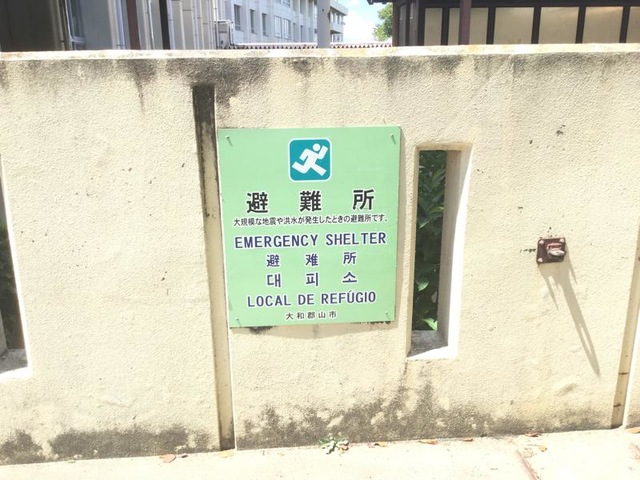 避難所
大規模な地震や洪水が発生したときの避難所です。
EMERGENCY SHELTER
避难所
대피소
LOCAL DE REFÚGIO
大和郡山市